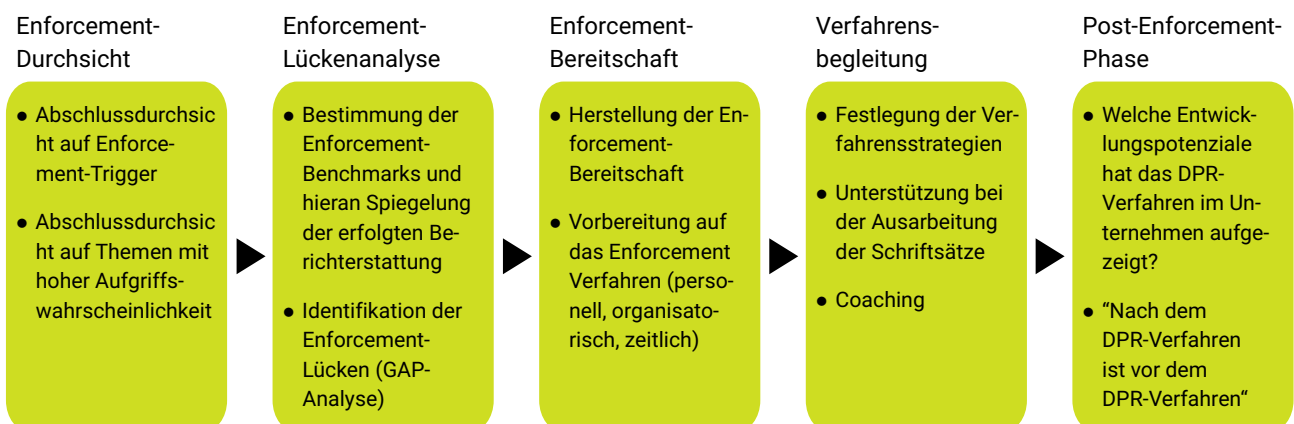 Enforcement-
Durchsicht
● Abschlussdurchsic
ht auf Enforce-
ment-Trigger
● Abschlussdurchsic
ht auf Themen mit
hoher Aufgriffs-
wahrscheinlichkeit
Enforcement-
Lückenanalyse
● Bestimmung der
Enforcement-
Benchmarks und
hieran Spiegelung
der erfolgten Be-
richterstattung
● Identifikation der
Enforcement-
Lücken (GAP-
Analyse)
Enforcement-
Bereitschaft
● Herstellung der En-
forcement-
Bereitschaft
● Vorbereitung auf
das Enforcement
Verfahren (perso-
nell, organisato-
risch, zeitlich)
Verfahrens-
begleitung
● Festlegung der Ver-
fahrensstrategien
● Unterstützung bei
der Ausarbeitung
der Schriftsätze
● Coaching
Post-Enforcement-
Phase
● Welche Entwick-
lungspotenziale
hat das DPR-
Verfahren im Un-
ternehmen aufge-
zeigt?
● “Nach dem
DPR-Verfahren
ist vor dem
DPR-Verfahren“